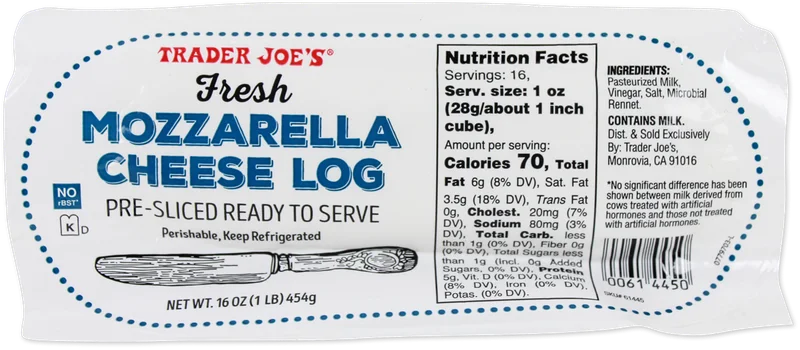 TRADER JOE'S®
Fresh
MOZZARELLA
CHEESE LOG
PRE-SLICED READY TO SERVE
Perishable, Keep Refrigerated
NO
rBST*
K D
NET WT. 16 OZ (1 LB) 454g
Nutrition Facts
Servings: 16,
Serv. size: 1 oz
(28g/about 1 inch
cube),
Amount per serving:
Calories 70, Total
Fat 6g (8% DV), Sat. Fat
3.5g (18% DV), Trans Fat
0g, Cholest. 20mg (7%
DV), Sodium 80mg (3%
DV), Total Carb. less
than 1g (0% DV), Fiber 0g
(0% DV), Total Sugars less
than 1g (Incl. 0g Added
Sugars, 0% DV), Protein
5g, Vit. D (0% DV), Calcium
(8% DV), Iron (0% DV),
Potas. (0% DV).
INGREDIENTS:
Pasteurized Milk,
Vinegar, Salt, Microbial
Rennet.
CONTAINS MILK.
Dist. & Sold Exclusively
By: Trader Joe's,
Monrovia, CA 91016
*No significant difference has been
shown between milk derived from
cows treated with artificial
hormones and those not treated
with artificial hormones.
0061 4450
SKU# 61445
0779703-L